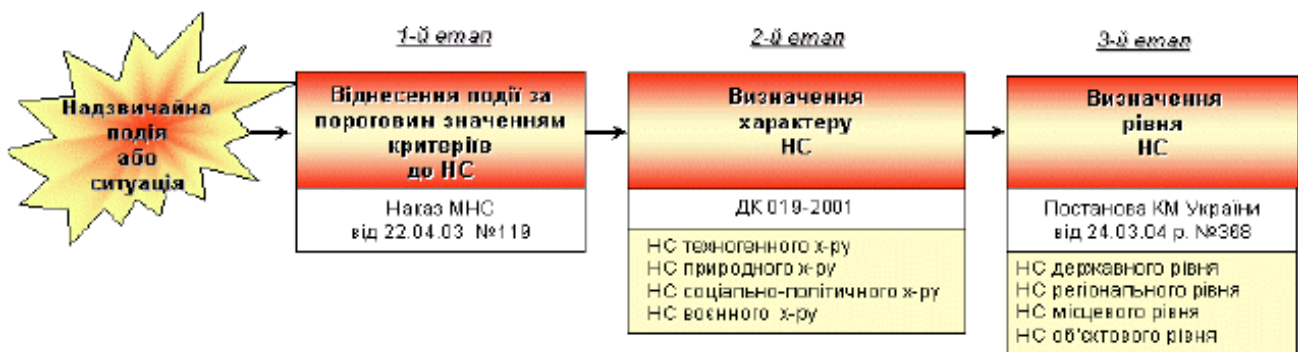 Надзвичайна
подія
або
ситуація
1-й етап
Віднесення події за
пороговим значенням
критеріїв
до НС
Наказ МНС
від 22.04.03 №119
2-й етап
Визначення
характеру
НС
ДК 019-2001
НС техногенного х-ру
НС природного х-ру
НС соціально-політичного х-ру
НС воєнного х-ру
3-й етап
Визначення
рівня
НС
Постанова КМ України
від 24.03.04 р. №368
НС державного рівня
НС регіонального рівня
НС місцевого рівня
НС об'єктового рівня